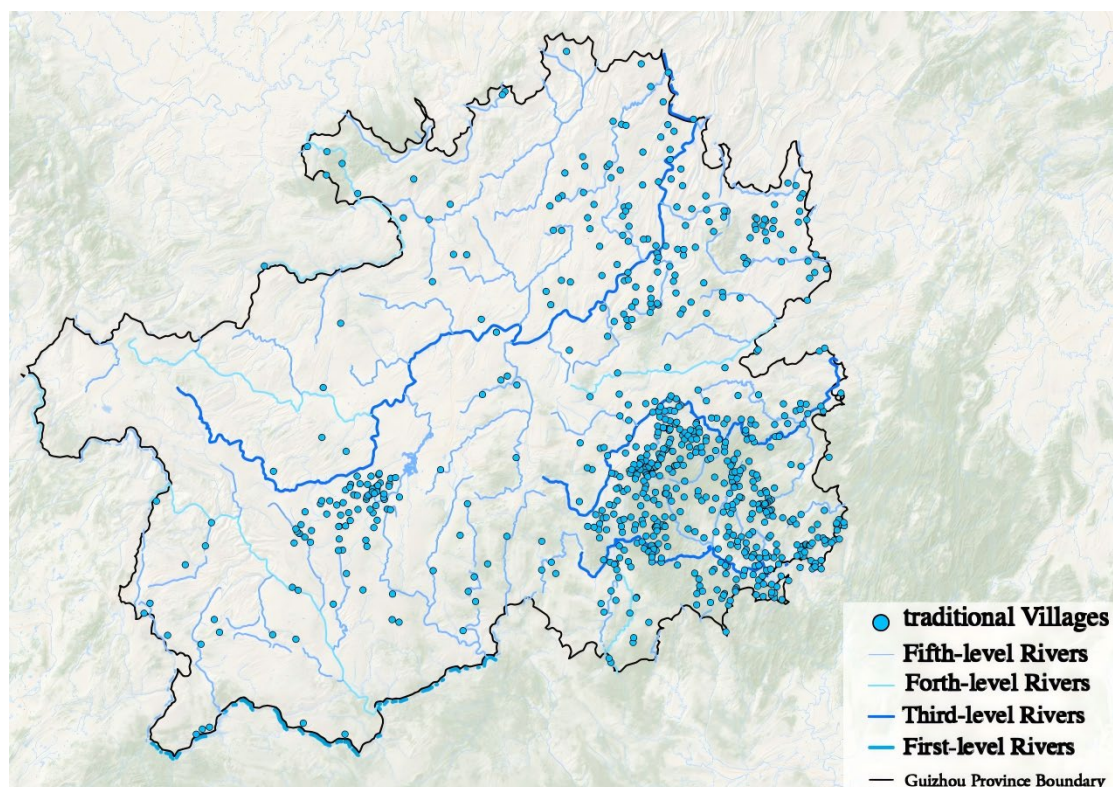 traditional Villages
Fifth-level Rivers
Forth-level Rivers
Third-level Rivers
First-level Rivers
Guizhou Province Boundary